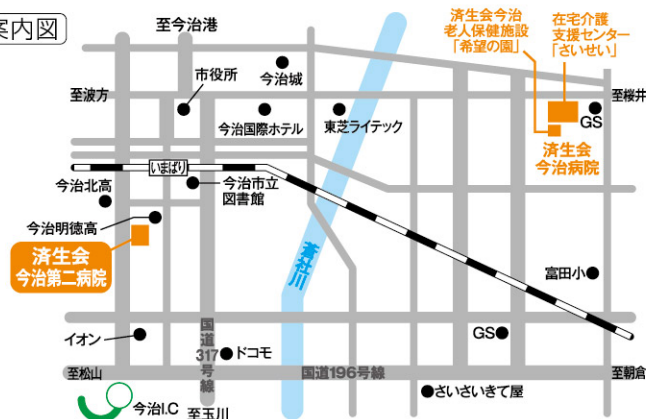 案内図
至今治港
済生会今治
老人保健施設
「希望の園」
在宅介護
支援センター
「さいせい」
市役所
今治城
至波方
至桜井
今治国際ホテル
東芝ライテック
GS
済生会
今治病院
いまばり
今治市立
図書館
今治北高
今治明徳高
済生会
今治第二病院
蒼社川
富田小
イオン
国道
317
号線
ドコモ
GS
至松山
国道196号線
至朝倉
さいさいきて屋
今治I.C
至玉川